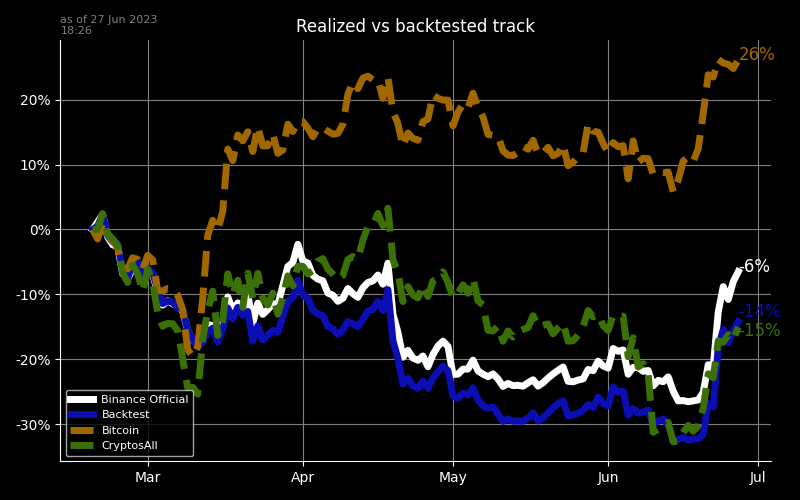 as of 27 Jun 2023
18:26
Realized vs backtested track
26%
20%
10%
0%
-10%
-20%
-30%
-6%
-14%
-15%
Binance Official
Backtest
Bitcoin
CryptosAll
Mar
Apr
May
Jun
Jul